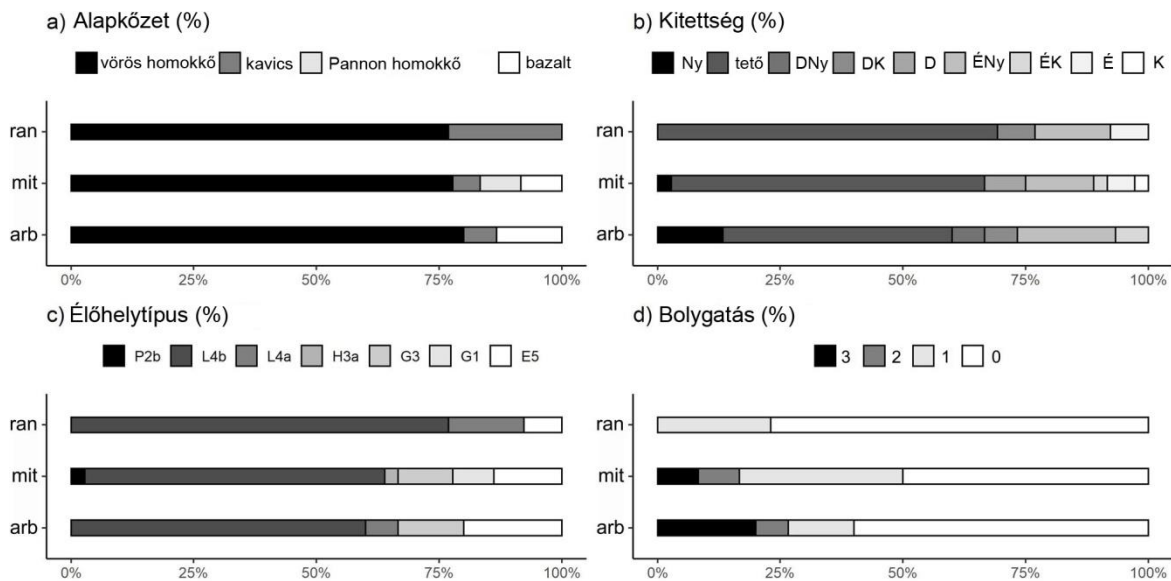 a) Alapkőzet (%)
vörös homokkő kavics Pannon homokkő bazalt
ran
mit
arb
0% 25% 50% 75% 100%
b) Kitettség (%)
Ny tető DNy DK D ÉNy ÉK É K
ran
mit
arb
0% 25% 50% 75% 100%
c) Élőhelytípus (%)
P2b L4b L4a H3a G3 G1 E5
ran
mit
arb
0% 25% 50% 75% 100%
d) Bolygatás (%)
3 2 1 0
ran
mit
arb
0% 25% 50% 75% 100%